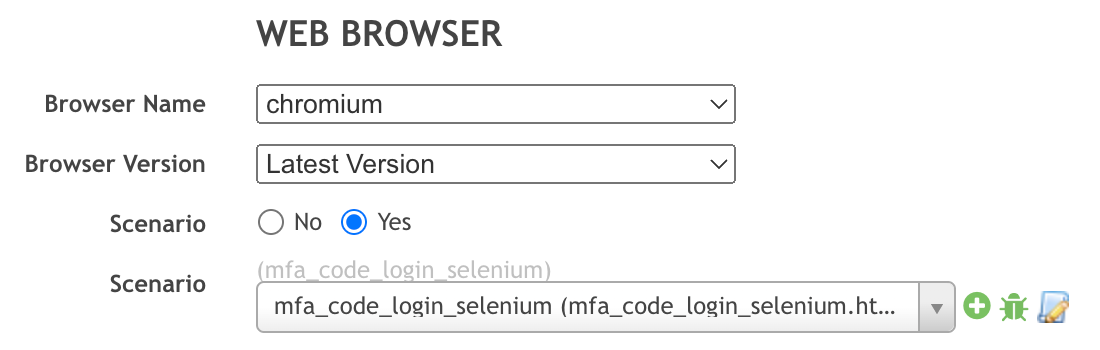 WEB BROWSER
Browser Name chromium
Browser Version Latest Version
Scenario No Yes
(mfa_code_login_selenium)
Scenario mfa_code_login_selenium (mfa_code_login_selenium.ht...